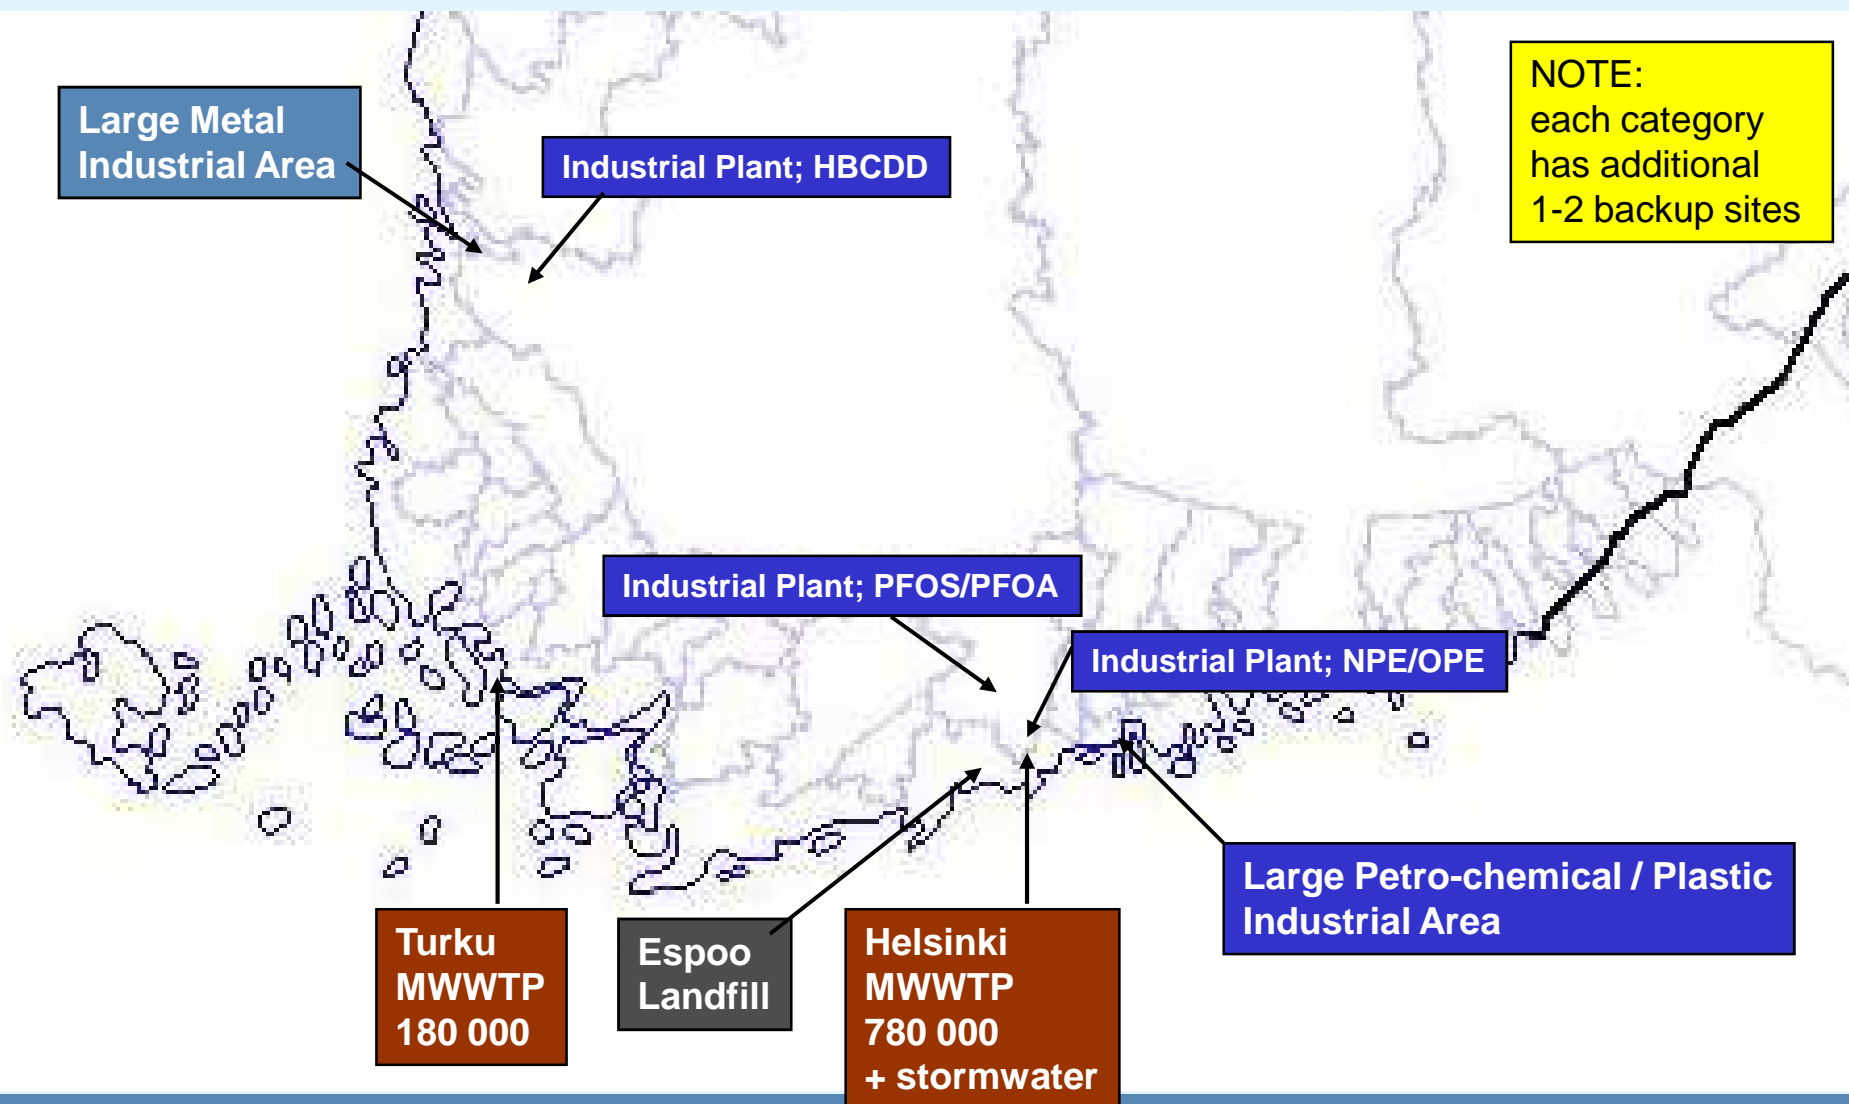 Large Metal
Industrial Area
Industrial Plant; HBCDD
NOTE:
each category
has additional
1-2 backup sites
Industrial Plant; PFOS/PFOA
Industrial Plant; NPE/OPE
Large Petro-chemical / Plastic
Industrial Area
Turku
MWWTP
180 000
Espoo
Landfill
Helsinki
MWWTP
780 000
+ stormwater